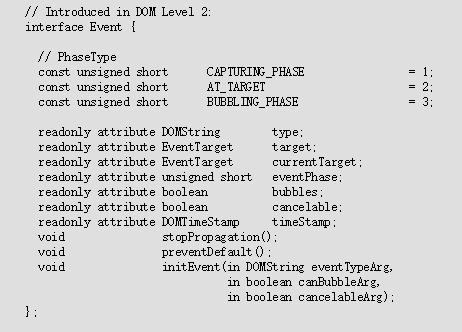 // Introduced in DOM Level 2:
interface Event {
// PhaseType
const unsigned short CAPTURING_PHASE = 1;
const unsigned short AT_TARGET = 2;
const unsigned short BUBBLING_PHASE = 3;
readonly attribute DOMString type;
readonly attribute EventTarget target;
readonly attribute EventTarget currentTarget;
readonly attribute unsigned short eventPhase;
readonly attribute boolean bubbles;
readonly attribute boolean cancelable;
readonly attribute DOMTimeStamp timeStamp;
void stopPropagation();
void preventDefault();
void initEvent(in DOMString eventTypeArg,
in boolean canBubbleArg,
in boolean cancelableArg);
};